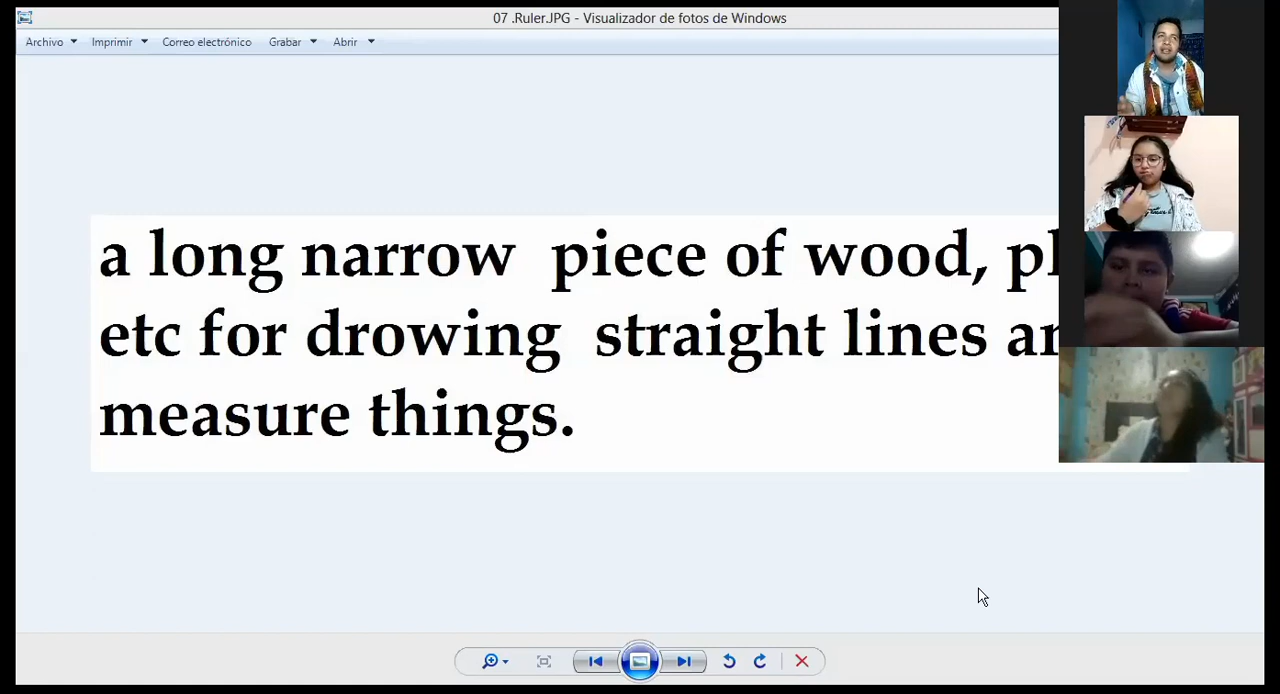 07 .Ruler.JPG - Visualizador de fotos de Windows
Archivo Imprimir Correo electrónico Grabar Abrir
a long narrow piece of wood,
etc for drowing straight lines
measure things.